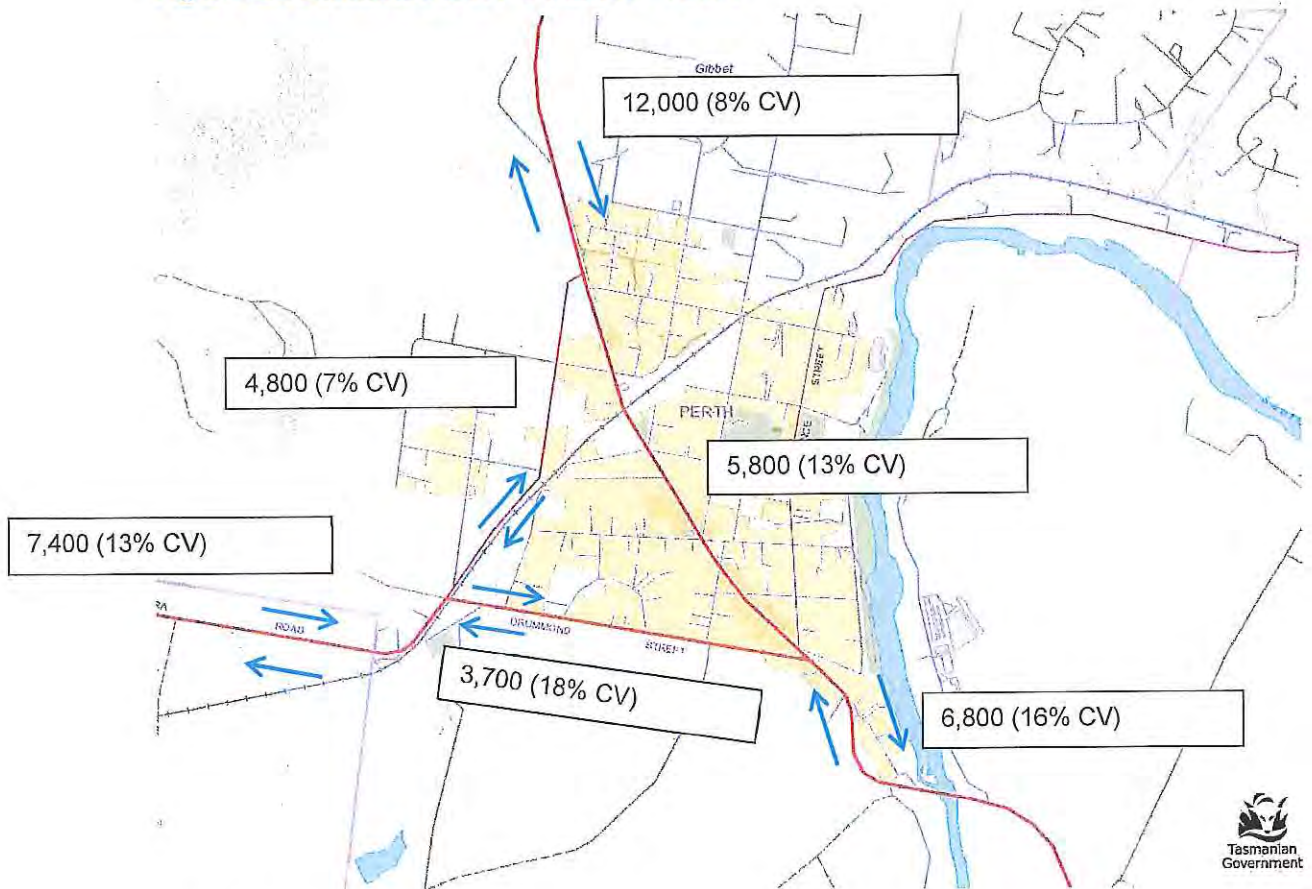 Gibbet
12,000 (8% CV)
4,800 (7% CV)
STREET
PERTH
5,800 (13% CV)
7,400 (13% CV)
RA
ROAD
DRUMMOND
STREET
3,700 (18% CV)
6,800 (16% CV)
Tasmanian
Government